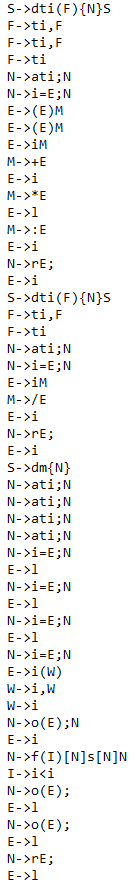 S->dti(F){N}S
F->ti,F
F->ti,F
F->ti
N->ati;N
N->i=E;N
E->(E)M
E->(E)M
E->iM
M->+E
E->i
M->*E
E->l
M->:E
E->i
N->rE;
E->i
S->dti(F){N}S
F->ti,F
F->ti
N->ati;N
N->i=E;N
E->iM
M->/E
E->i
N->rE;
E->i
S->dm{N}
N->ati;N
N->ati;N
N->ati;N
N->ati;N
N->i=E;N
E->l
N->i=E;N
E->l
N->i=E;N
E->l
N->i=E;N
E->i(W)
W->i,W
W->i
N->o(E);N
E->i
N->f(I)[N]s[N]N
I->i<i
N->o(E);
E->l
N->o(E);
E->l
N->rE;
E->l